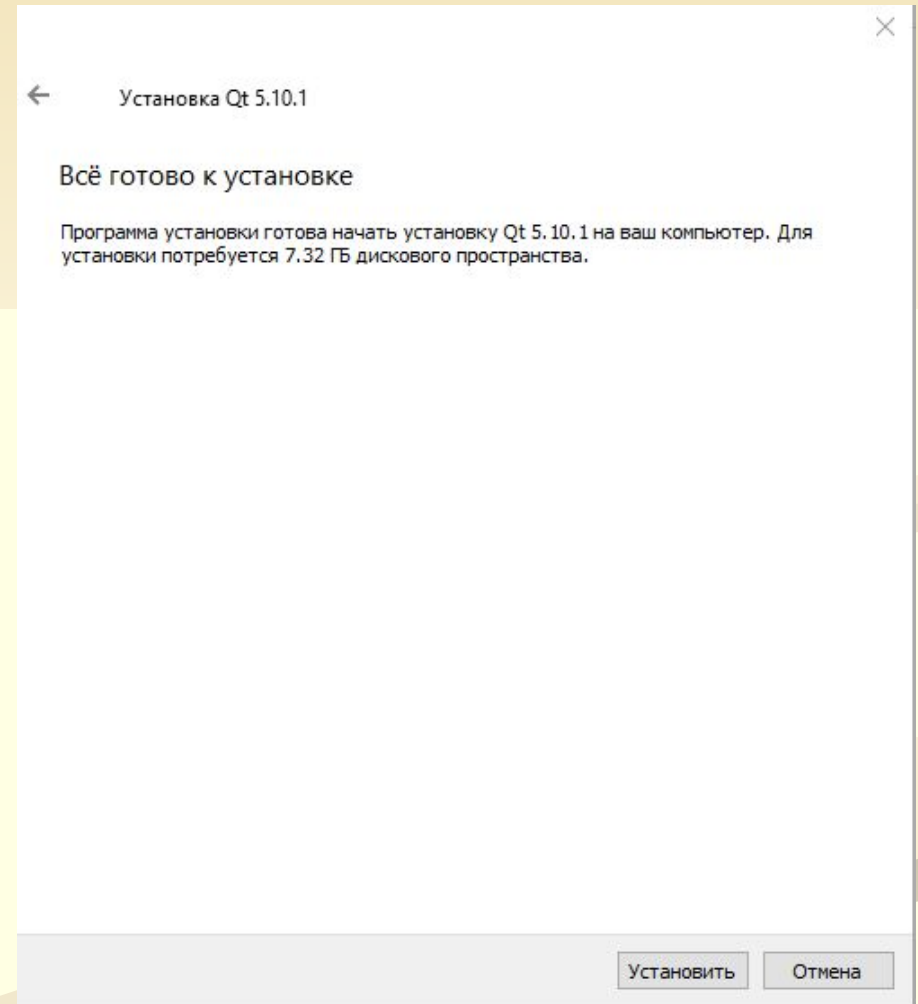 Установка Qt 5.10.1
Всё готово к установке
Программа установки готова начать установку Qt 5.10.1 на ваш компьютер. Для
установки потребуется 7.32 ГБ дискового пространства.
Установить
Отмена